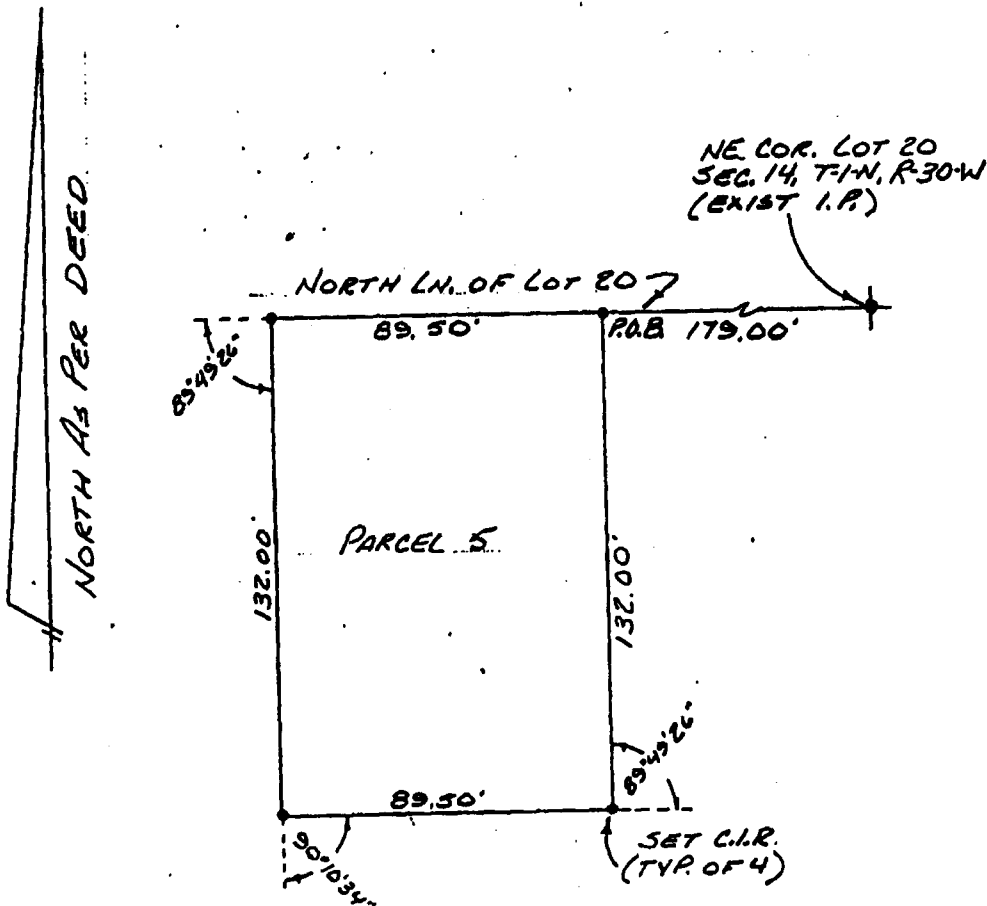 NORTH AS PER DEED
NE COR. LOT 20
SEC. 14, T-1-N, R-30-W
(EXIST I.P.)
NORTH LN. OF LOT 20
89.50'
P.O.B. 179.00'
89°49'26"
132.00'
PARCEL 5
132.00'
89°49'26"
89.50'
90°10'34"
SET C.I.R.
(TYP. OF 4)